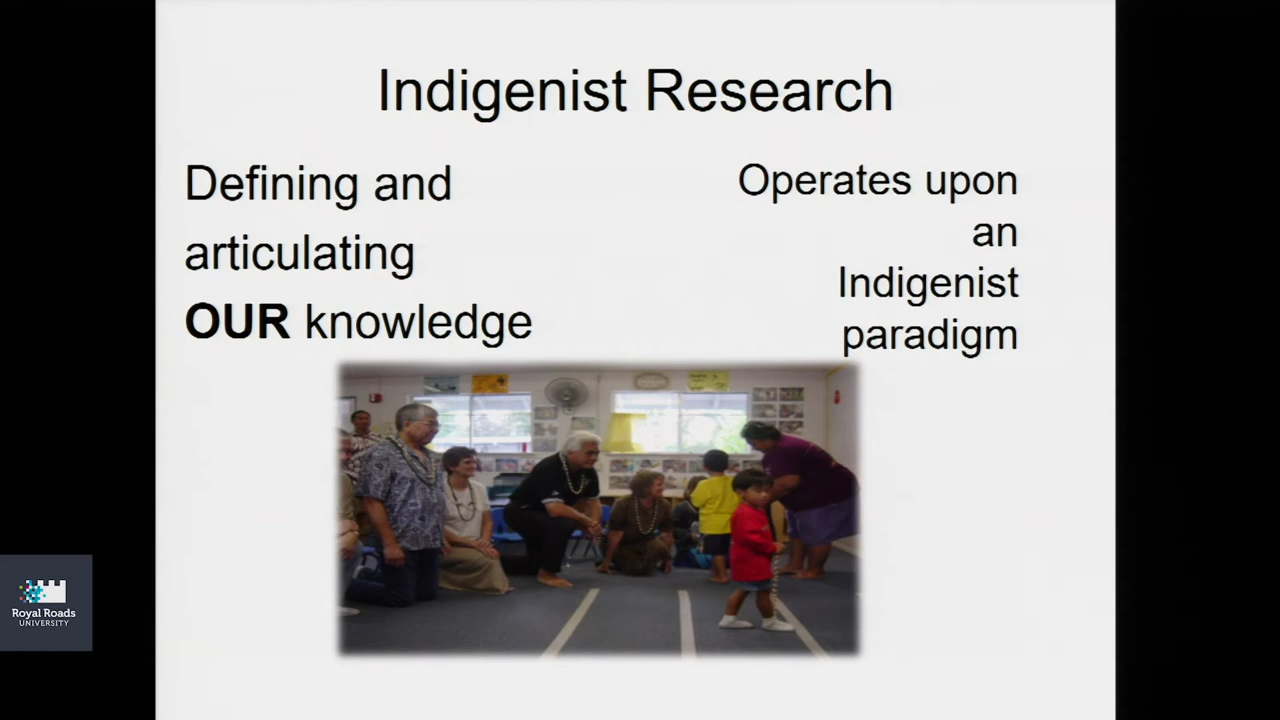 Indigenist Research
Defining and
articulating
OUR knowledge
Operates upon
an
Indigenist
paradigm
Royal Roads
UNIVERSITY